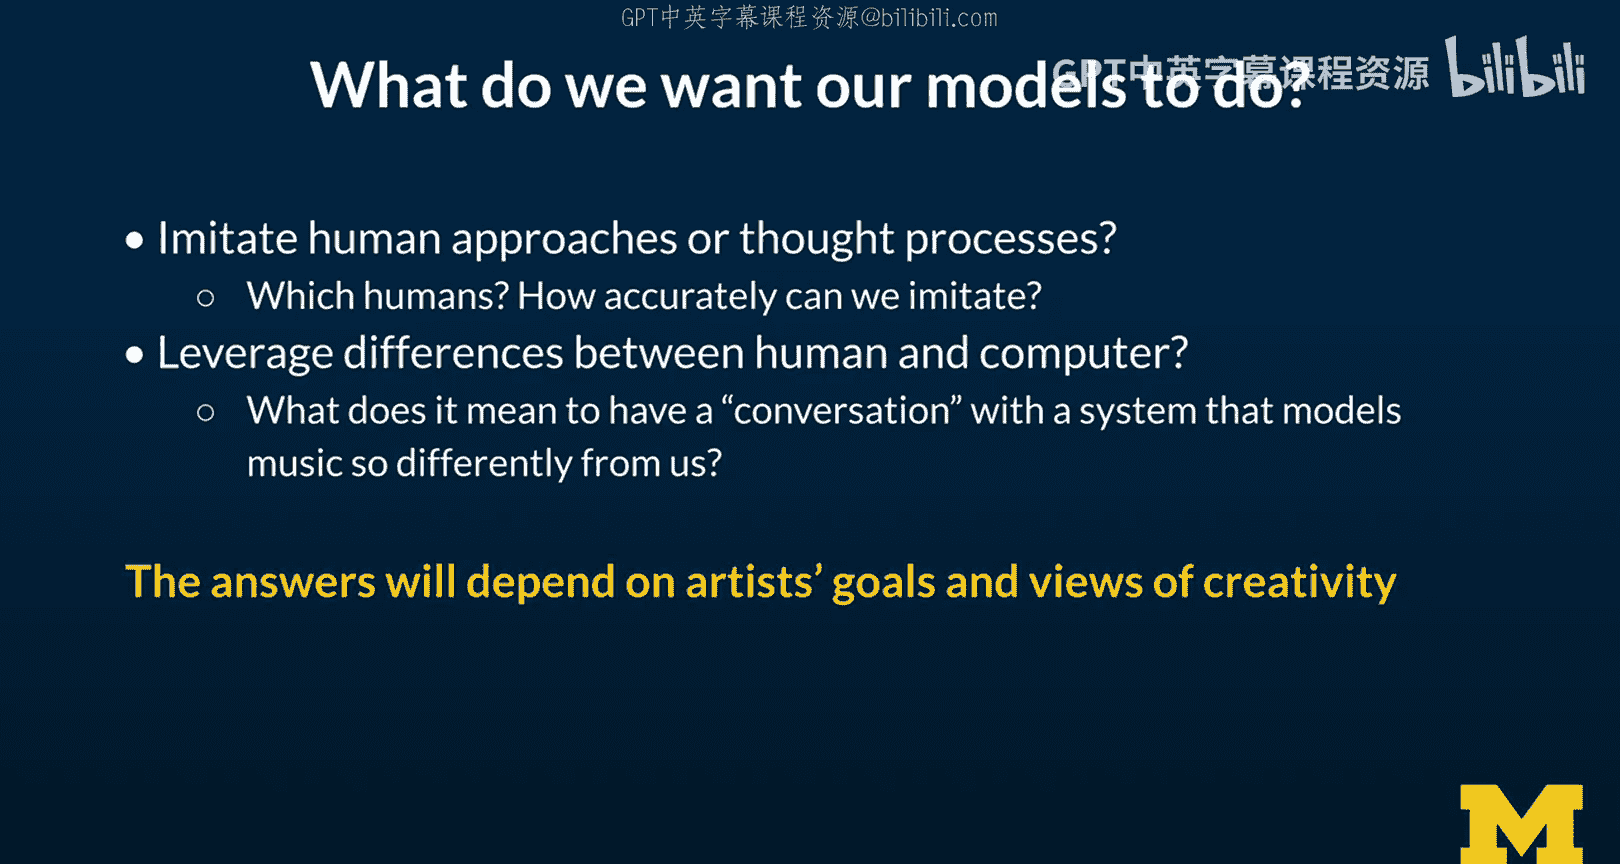 GPT中英字幕课程资源@bilibili.com
What do we want our models to do?
GPT中英字幕课程资源 bilibili
• Imitate human approaches or thought processes?
○ Which humans? How accurately can we imitate?
• Leverage differences between human and computer?
○ What does it mean to have a “conversation” with a system that models
music so differently from us?
The answers will depend on artists’ goals and views of creativity
M